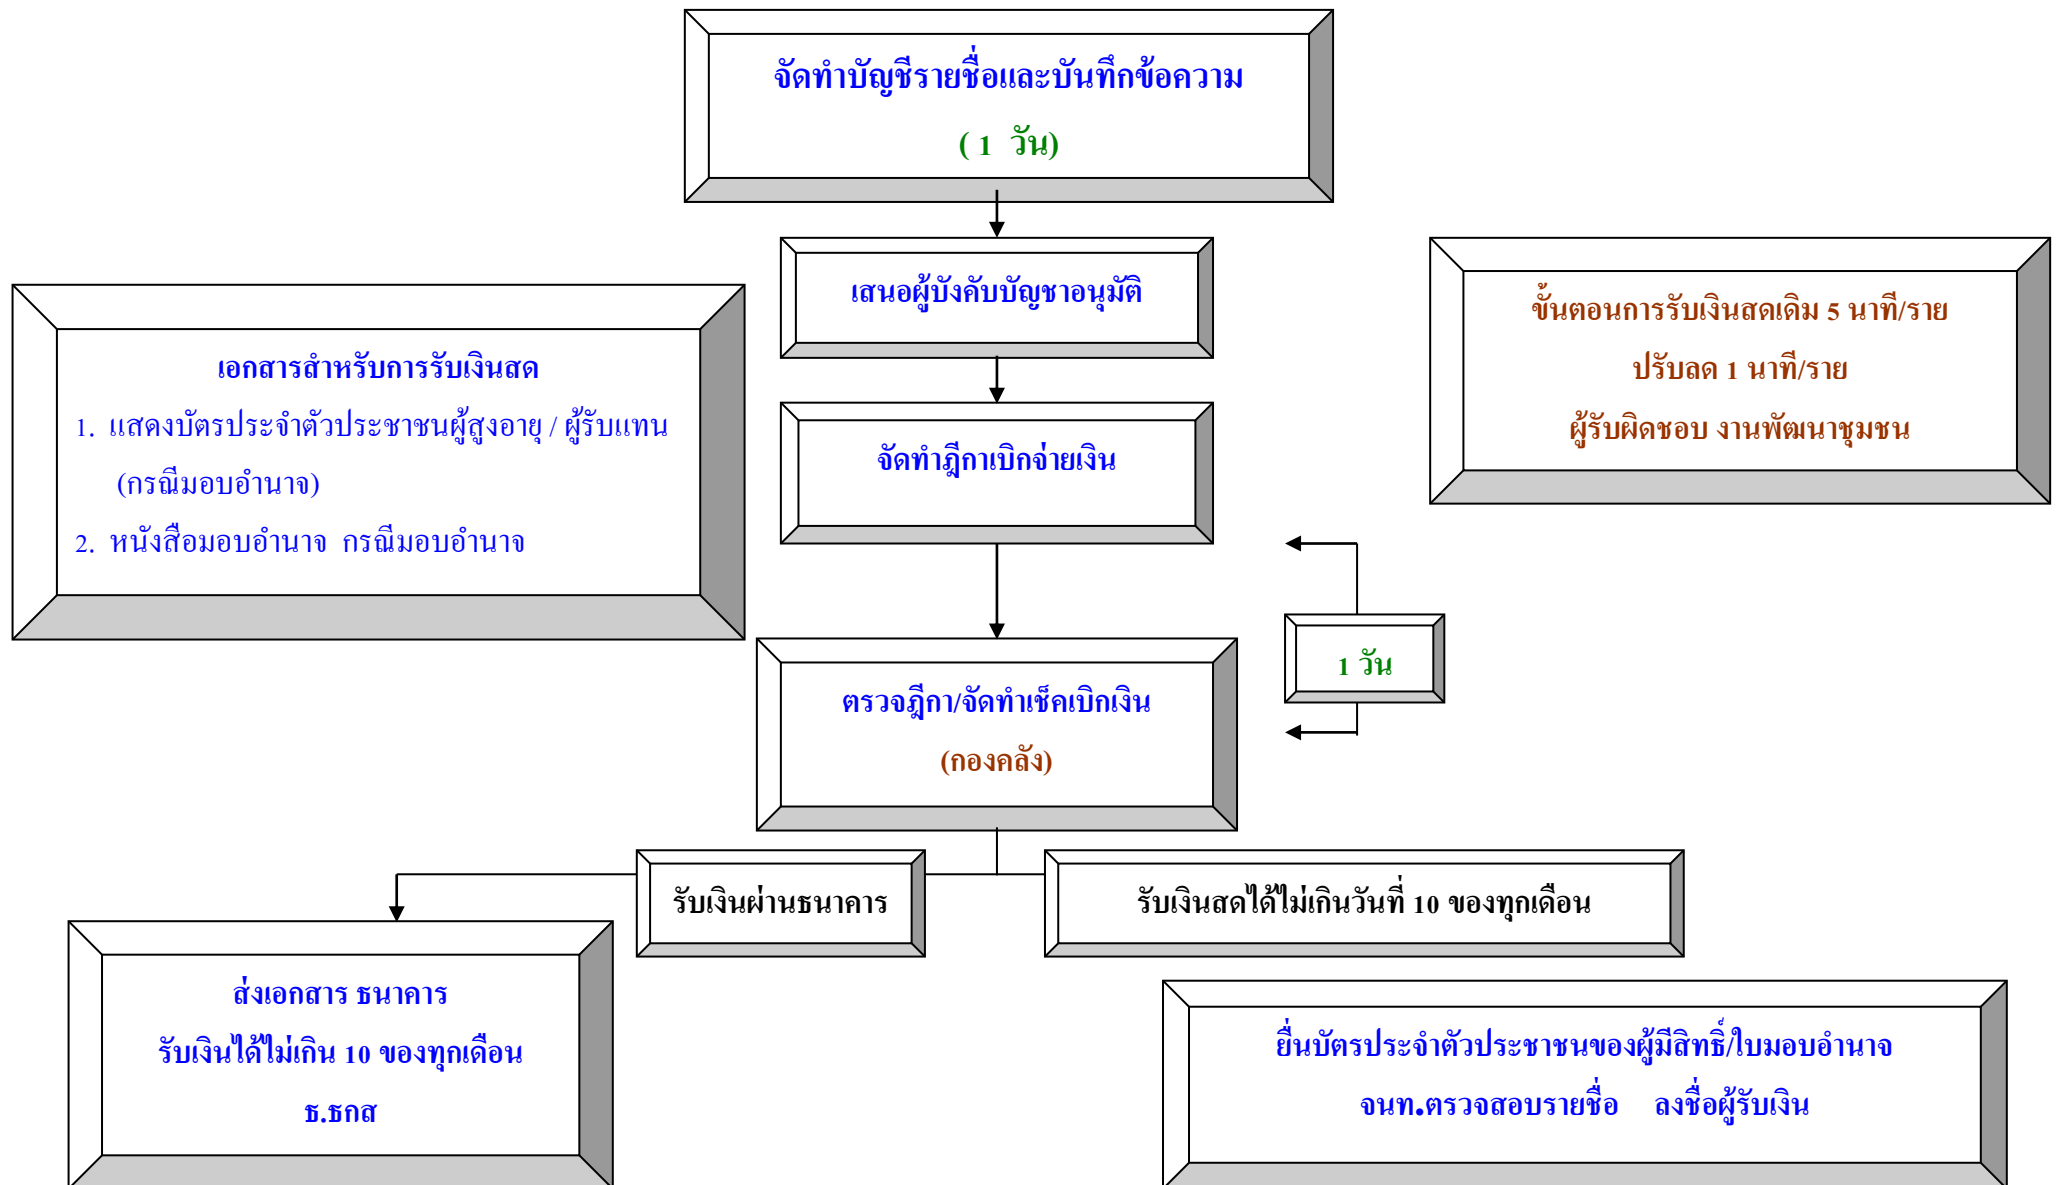 จัดทำบัญชีรายชื่อและบันทึกข้อความ
( 1 วัน)
เสนอผู้บังคับบัญชาอนุมัติ
ขั้นตอนการรับเงินสดเดิม 5 นาที/ราย
ปรับลด 1 นาที/ราย
ผู้รับผิดชอบ งานพัฒนาชุมชน
เอกสารสำหรับการรับเงินสด
1. แสดงบัตรประจำตัวประชาชนผู้สูงอายุ / ผู้รับแทน
(กรณีมอบอำนาจ)
2. หนังสือมอบอำนาจ กรณีมอบอำนาจ
จัดทำฎีกาเบิกจ่ายเงิน
1 วัน
ตรวจฎีกา/จัดทำเช็คเบิกเงิน
(กองคลัง)
รับเงินผ่านธนาคาร
รับเงินสดได้ไม่เกินวันที่ 10 ของทุกเดือน
ส่งเอกสาร ธนาคาร
รับเงินได้ไม่เกิน 10 ของทุกเดือน
ธ.ธกส
ยื่นบัตรประจำตัวประชาชนของผู้มีสิทธิ์/ใบมอบอำนาจ
จนท.ตรวจสอบรายชื่อ ลงชื่อผู้รับเงิน